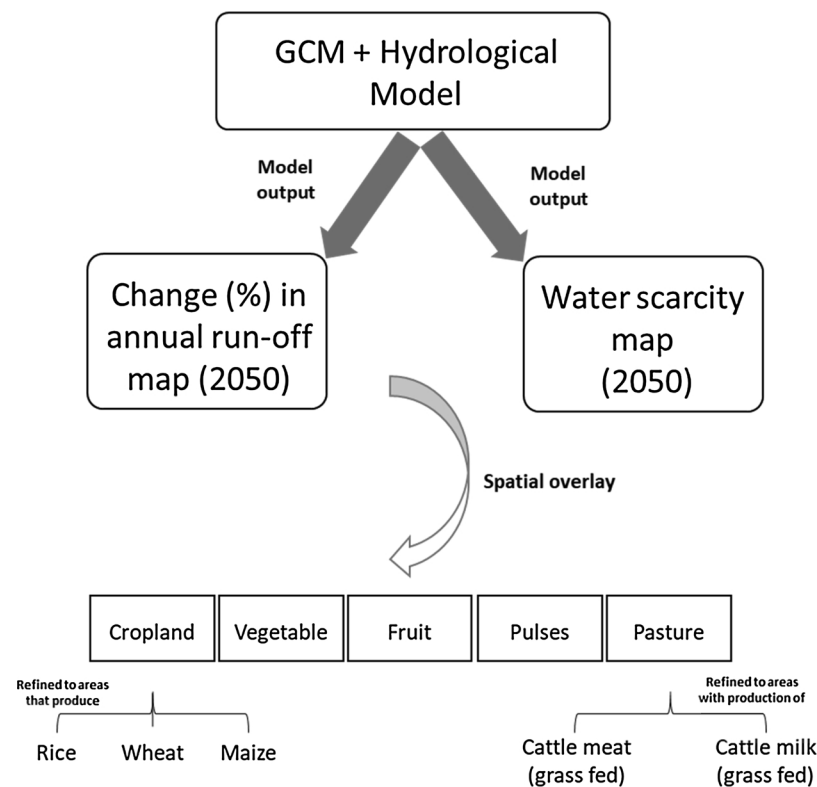 GCM + Hydrological
Model
Model
output
Model
output
Change (%) in
annual run-off
map (2050)
Water scarcity
map
(2050)
Spatial overlay
Cropland
Vegetable
Fruit
Pulses
Pasture
Refined to areas
that produce
Rice
Wheat
Maize
Refined to areas
with production of
Cattle meat
(grass fed)
Cattle milk
(grass fed)